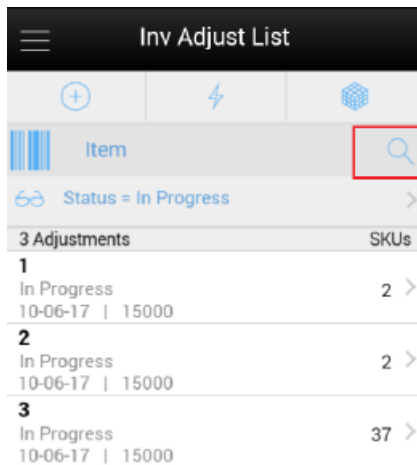 Inv Adjust List
Item
Status = In Progress
3 Adjustments SKUs
1
In Progress 2
10-06-17 | 15000
2
In Progress 2
10-06-17 | 15000
3
In Progress 37
10-06-17 | 15000